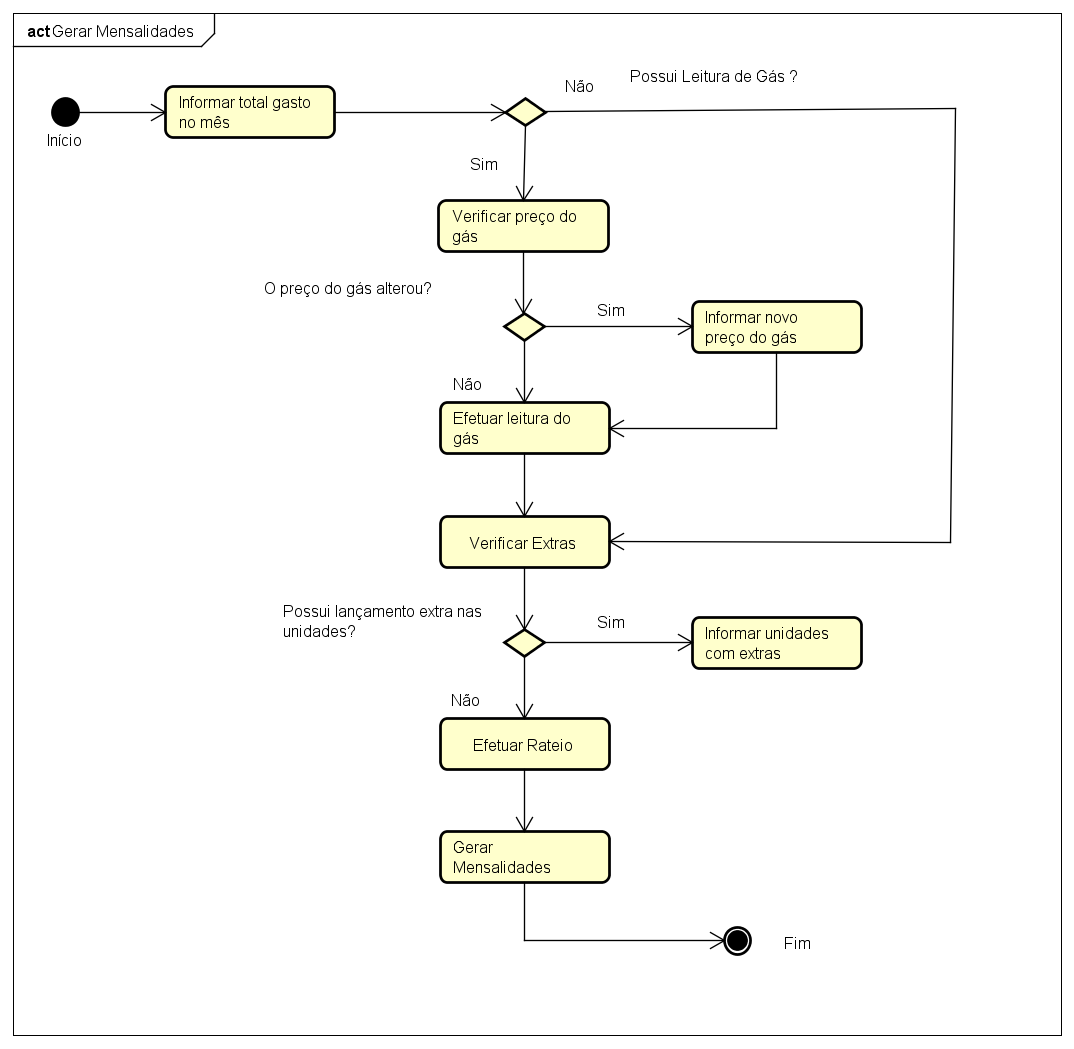 act Gerar Mensalidades
Possui Leitura de Gás ?
Não
Informar total gasto
no mês
Início
Sim
Verificar preço do
gás
O preço do gás alterou?
Sim
Informar novo
preço do gás
Não
Efetuar leitura do
gás
Verificar Extras
Possui lançamento extra nas
unidades?
Sim
Informar unidades
com extras
Não
Efetuar Rateio
Gerar
Mensalidades
Fim